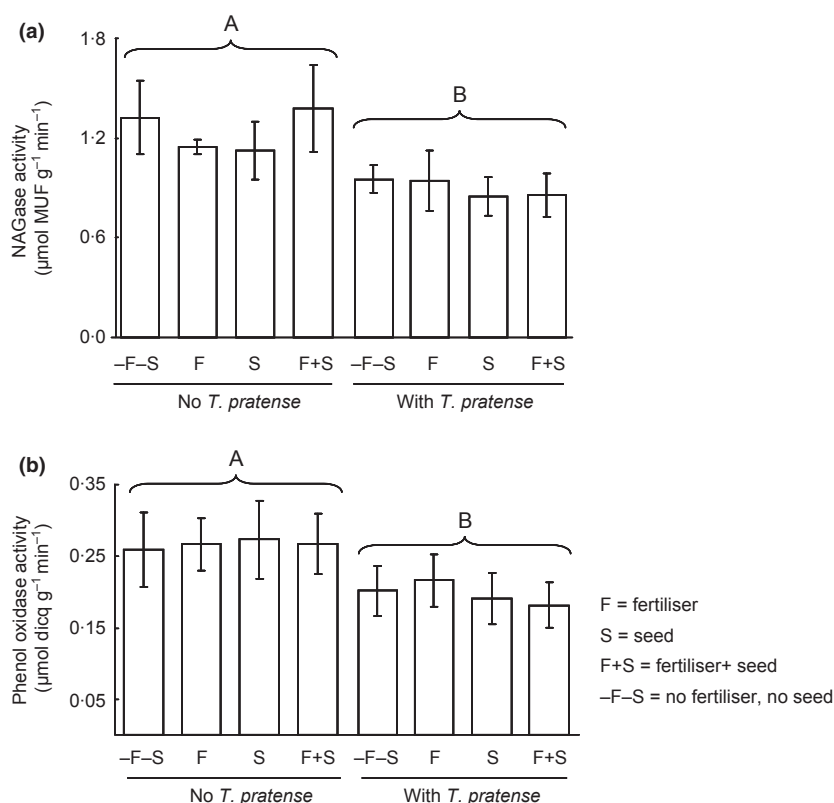 (a)
A
B
1·8
1·2
0·6
0·0
NAGase activity
(µmol MUF g⁻¹ min⁻¹)
–F–S F S F+S –F–S F S F+S
No T. pratense With T. pratense
(b)
A
B
0·35
0·25
0·15
0·05
Phenol oxidase activity
(µmol dicq g⁻¹ min⁻¹)
F = fertiliser
S = seed
F+S = fertiliser+ seed
–F–S = no fertiliser, no seed
–F–S F S F+S –F–S F S F+S
No T. pratense With T. pratense